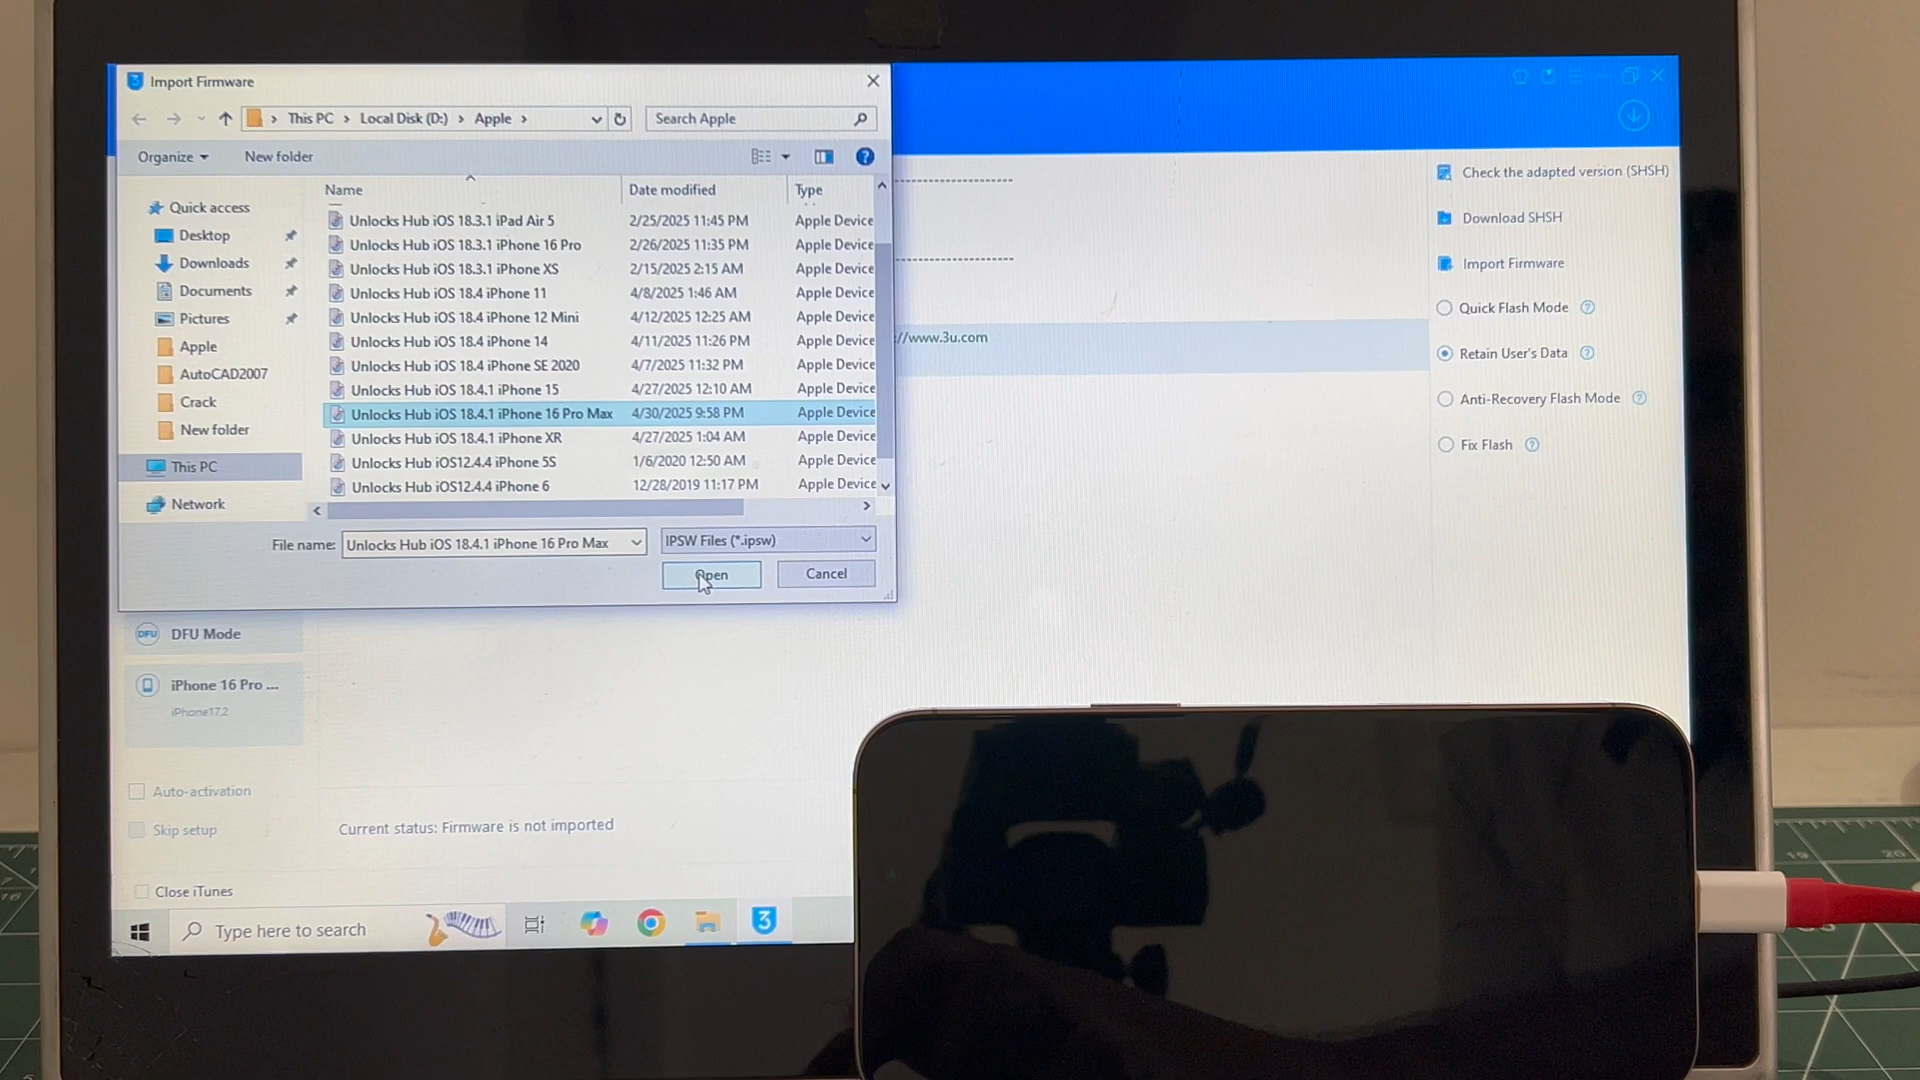 Import Firmware
This PC
Local Disk (D:)
Apple
Search Apple
Organize
New folder
Name
Date modified
Type
Quick access
Desktop
Downloads
Documents
Pictures
Apple
AutoCAD2007
Crack
New folder
This PC
Network
Unlocks Hub iOS 18.3.1 iPad Air 5 2/25/2025 11:45 PM Apple Device
Unlocks Hub iOS 18.3.1 iPhone 16 Pro 2/26/2025 11:35 PM Apple Device
Unlocks Hub iOS 18.3.1 iPhone XS 2/15/2025 2:15 AM Apple Device
Unlocks Hub iOS 18.4 iPhone 11 4/8/2025 1:46 AM Apple Device
Unlocks Hub iOS 18.4 iPhone 12 Mini 4/12/2025 12:25 AM Apple Device
Unlocks Hub iOS 18.4 iPhone 14 4/11/2025 11:26 PM Apple Device
Unlocks Hub iOS 18.4 iPhone SE 2020 4/7/2025 11:32 PM Apple Device
Unlocks Hub iOS 18.4.1 iPhone 15 4/27/2025 12:10 AM Apple Device
Unlocks Hub iOS 18.4.1 iPhone 16 Pro Max 4/30/2025 9:58 PM Apple Device
Unlocks Hub iOS 18.4.1 iPhone XR 4/27/2025 1:04 AM Apple Device
Unlocks Hub iOS12.4.4 iPhone 5S 1/6/2020 12:50 AM Apple Device
Unlocks Hub iOS12.4.4 iPhone 6 12/28/2019 11:17 PM Apple Device
File name: Unlocks Hub iOS 18.4.1 iPhone 16 Pro Max
IPSW Files (*.ipsw)
Open
Cancel
://www.3u.com
Check the adapted version (SHSH)
Download SHSH
Import Firmware
Quick Flash Mode
Retain User's Data
Anti-Recovery Flash Mode
Fix Flash
DFU
DFU Mode
iPhone 16 Pro ...
iPhone17,2
Auto-activation
Skip setup
Current status: Firmware is not imported
Close iTunes
Type here to search
3
19
20
16